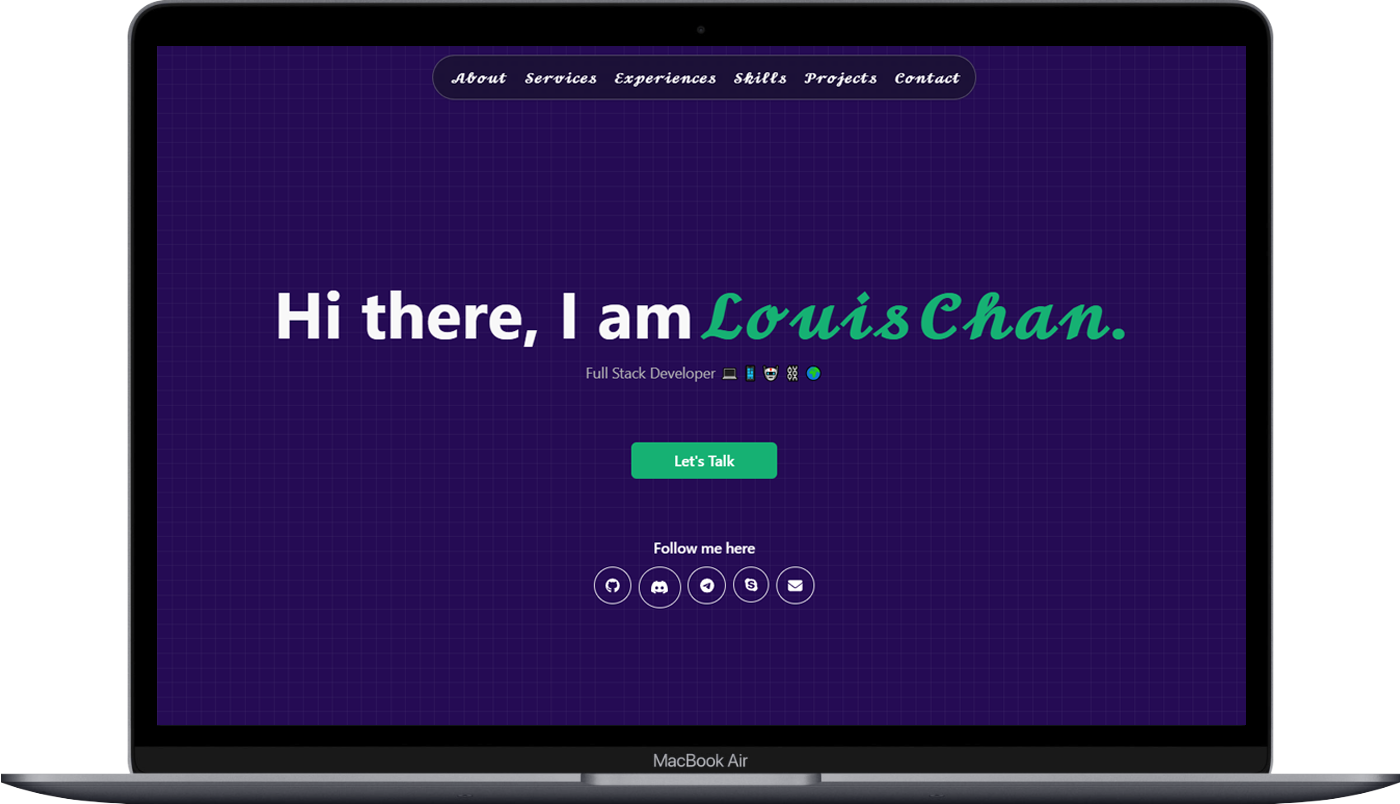 About Services Experiences Skills Projects Contact
Hi there, I am Louis Chan.
Full Stack Developer 💻 📱 🤖 ⛓ 🌍
Let's Talk
Follow me here
MacBook Air